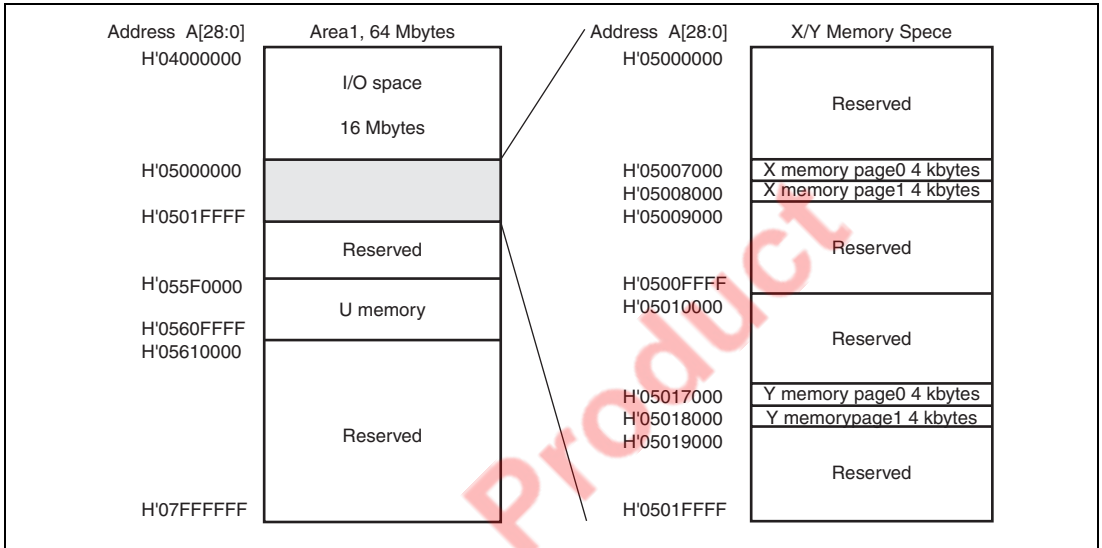 Address A[28:0]
Area1, 64 Mbytes
H'04000000
I/O space
16 Mbytes
H'05000000
H'0501FFFF
Reserved
H'055F0000
U memory
H'0560FFFF
H'05610000
Reserved
H'07FFFFFF
Address A[28:0]
X/Y Memory Spece
H'05000000
Reserved
H'05007000
X memory page0 4 kbytes
H'05008000
X memory page1 4 kbytes
H'05009000
Reserved
H'0500FFFF
H'05010000
Reserved
H'05017000
Y memory page0 4 kbytes
H'05018000
Y memorypage1 4 kbytes
H'05019000
Reserved
H'0501FFFF
Product